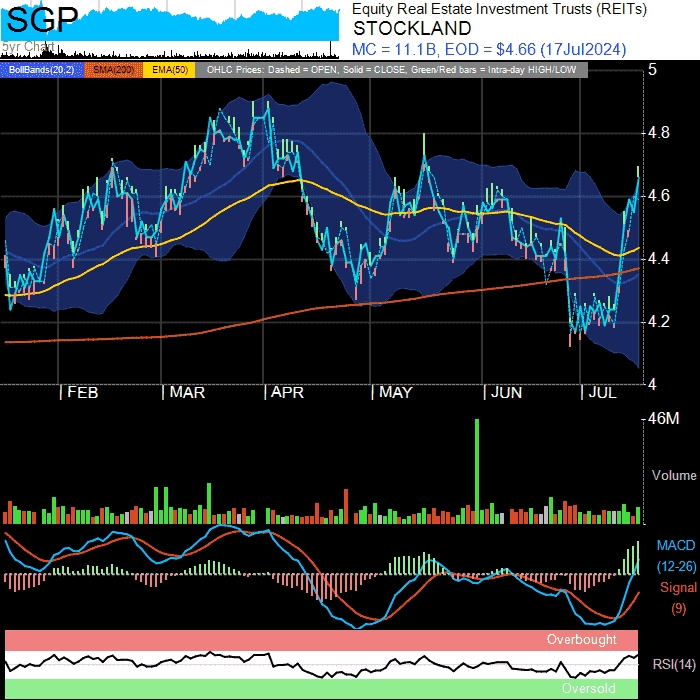 SGP
5yr Chart
Equity Real Estate Investment Trusts (REITs)
STOCKLAND
MC = 11.1B, EOD = $4.66 (17Jul2024)
BollBands(20,2) SMA(200) EMA(50) OHLC Prices: Dashed = OPEN, Solid = CLOSE, Green/Red bars = Intra-day HIGH/LOW
5
4.8
4.6
4.4
4.2
4
FEB MAR APR MAY JUN JUL
46M
Volume
MACD
(12-26)
Signal
(9)
Overbought
RSI(14)
Oversold